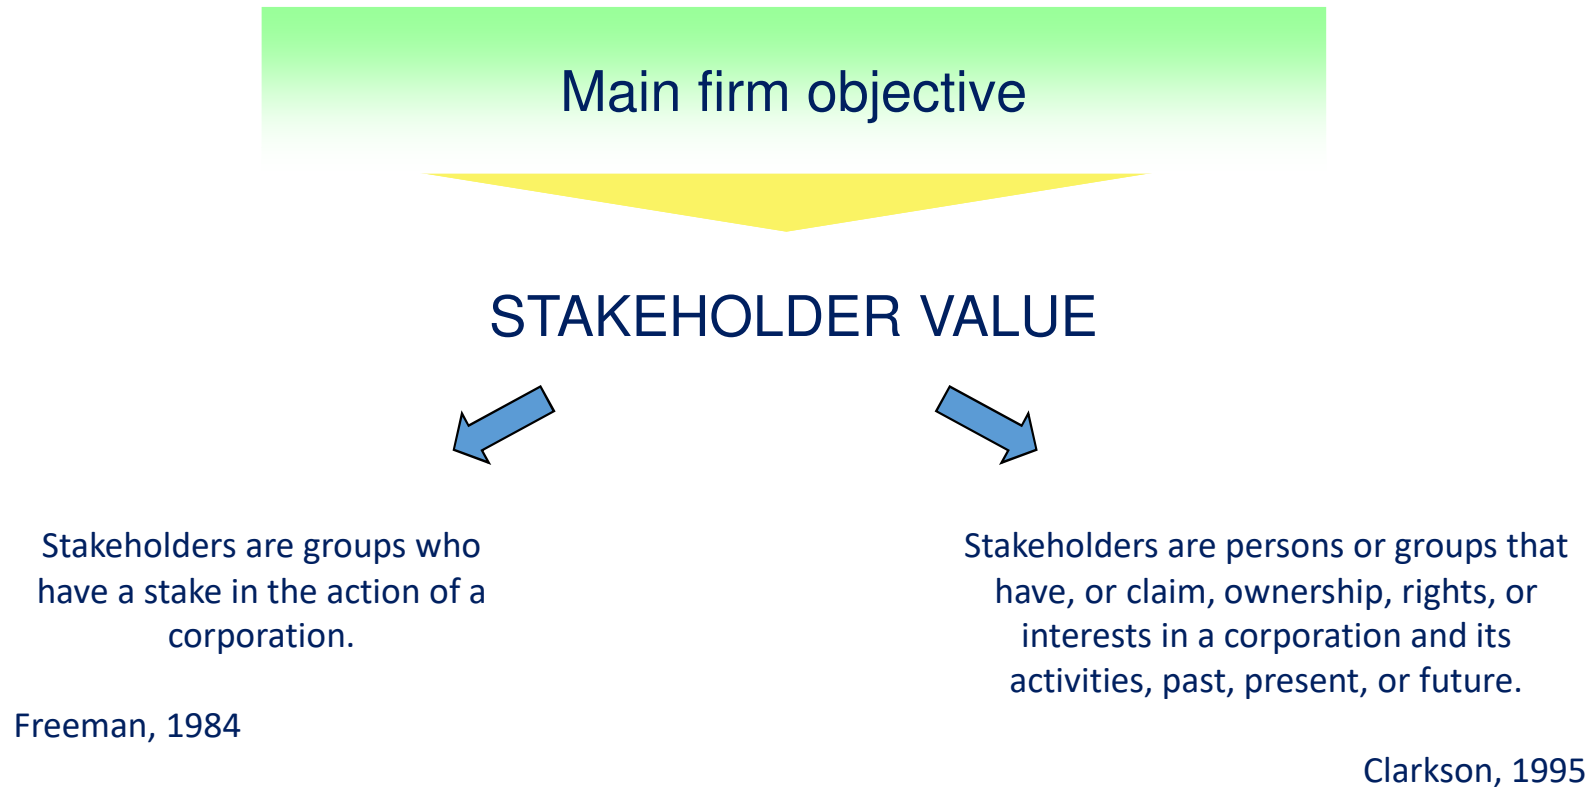 Main firm objective
STAKEHOLDER VALUE
Stakeholders are groups who
have a stake in the action of a
corporation.
Freeman, 1984
Stakeholders are persons or groups that
have, or claim, ownership, rights, or
interests in a corporation and its
activities, past, present, or future.
Clarkson, 1995